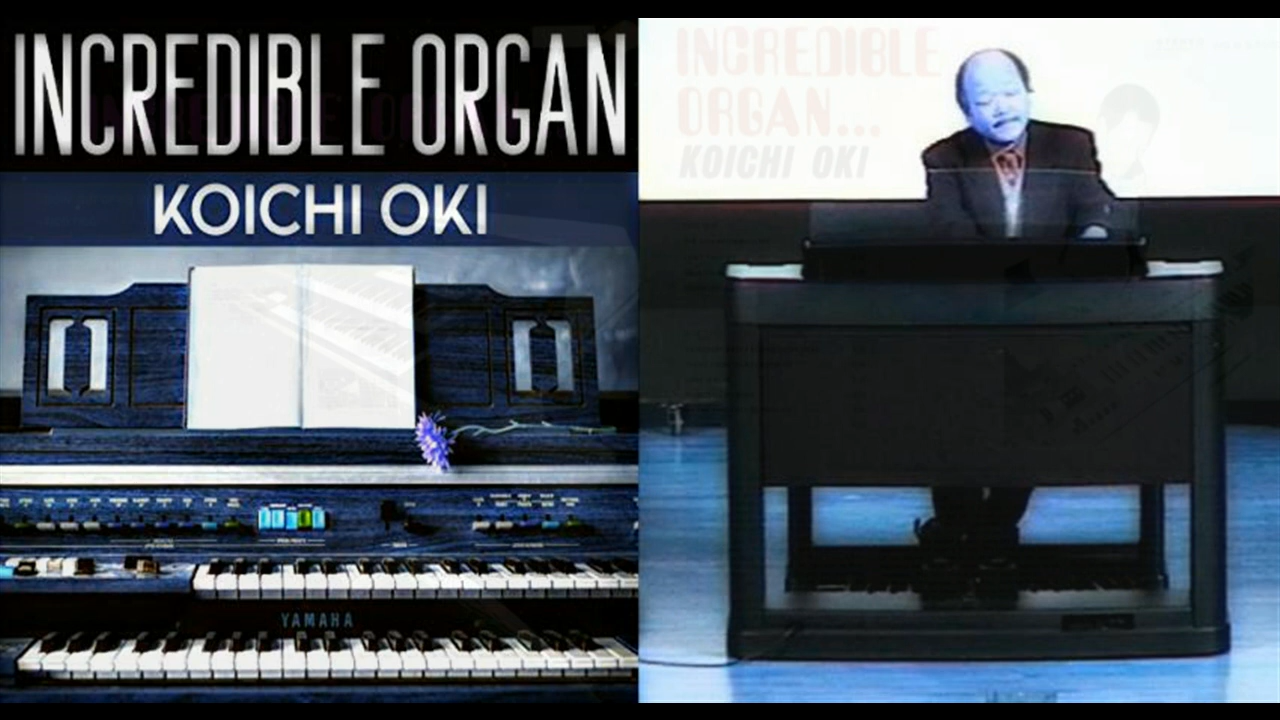 INCREDIBLE ORGAN
KOICHI OKI
YAMAHA
INCREDIBLE
ORGAN...
KOICHI OKI